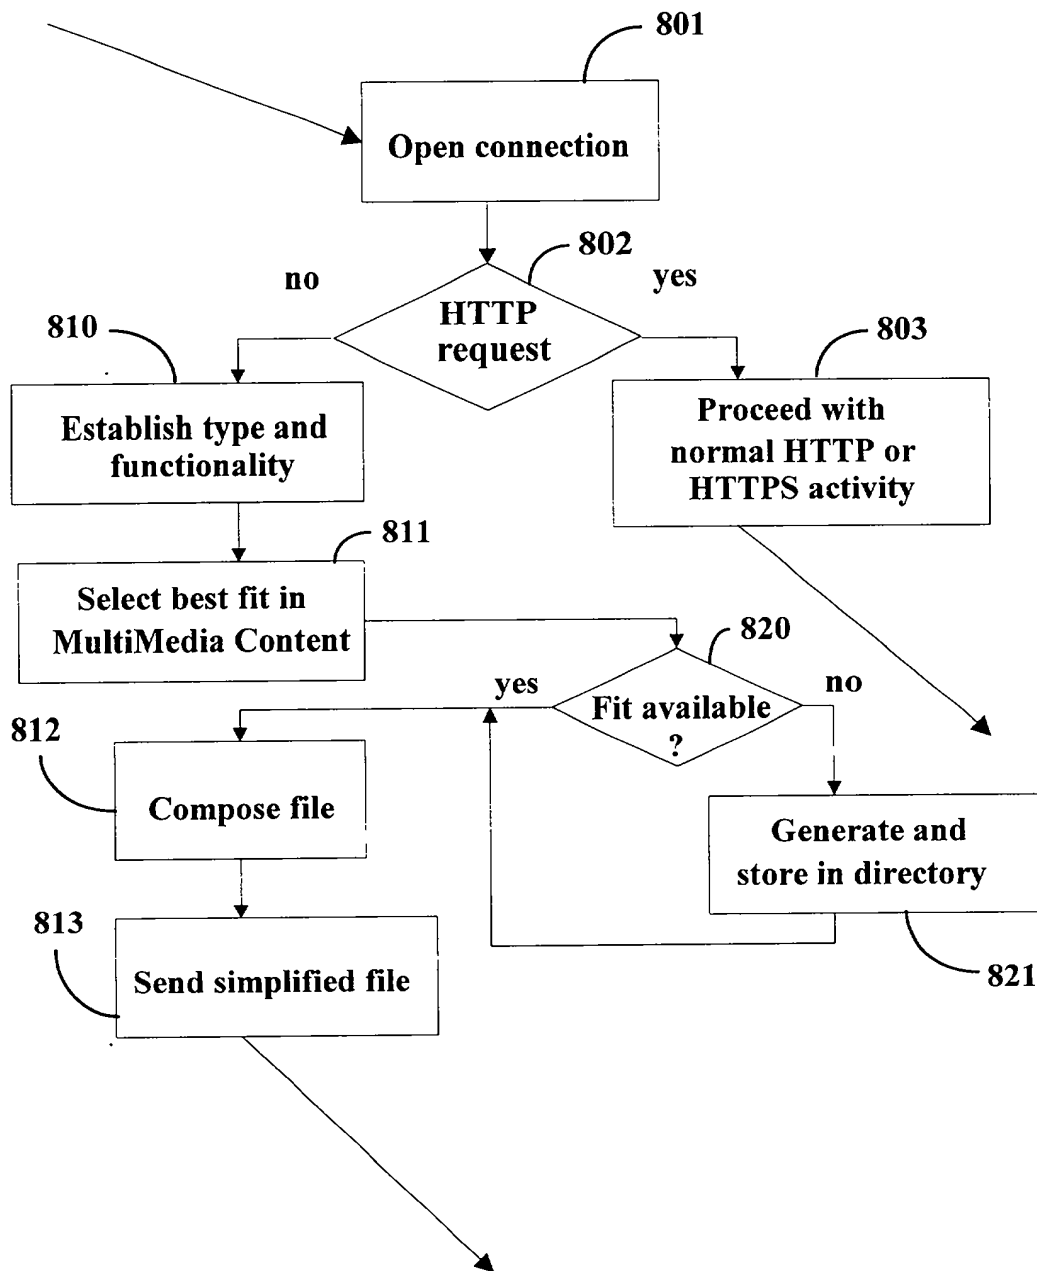 801
Open connection
802
no
yes
HTTP
request
810
803
Establish type and
functionality
Proceed with
normal HTTP or
HTTPS activity
811
Select best fit in
MultiMedia Content
820
yes
no
Fit available
?
812
Compose file
Generate and
store in directory
813
Send simplified file
821